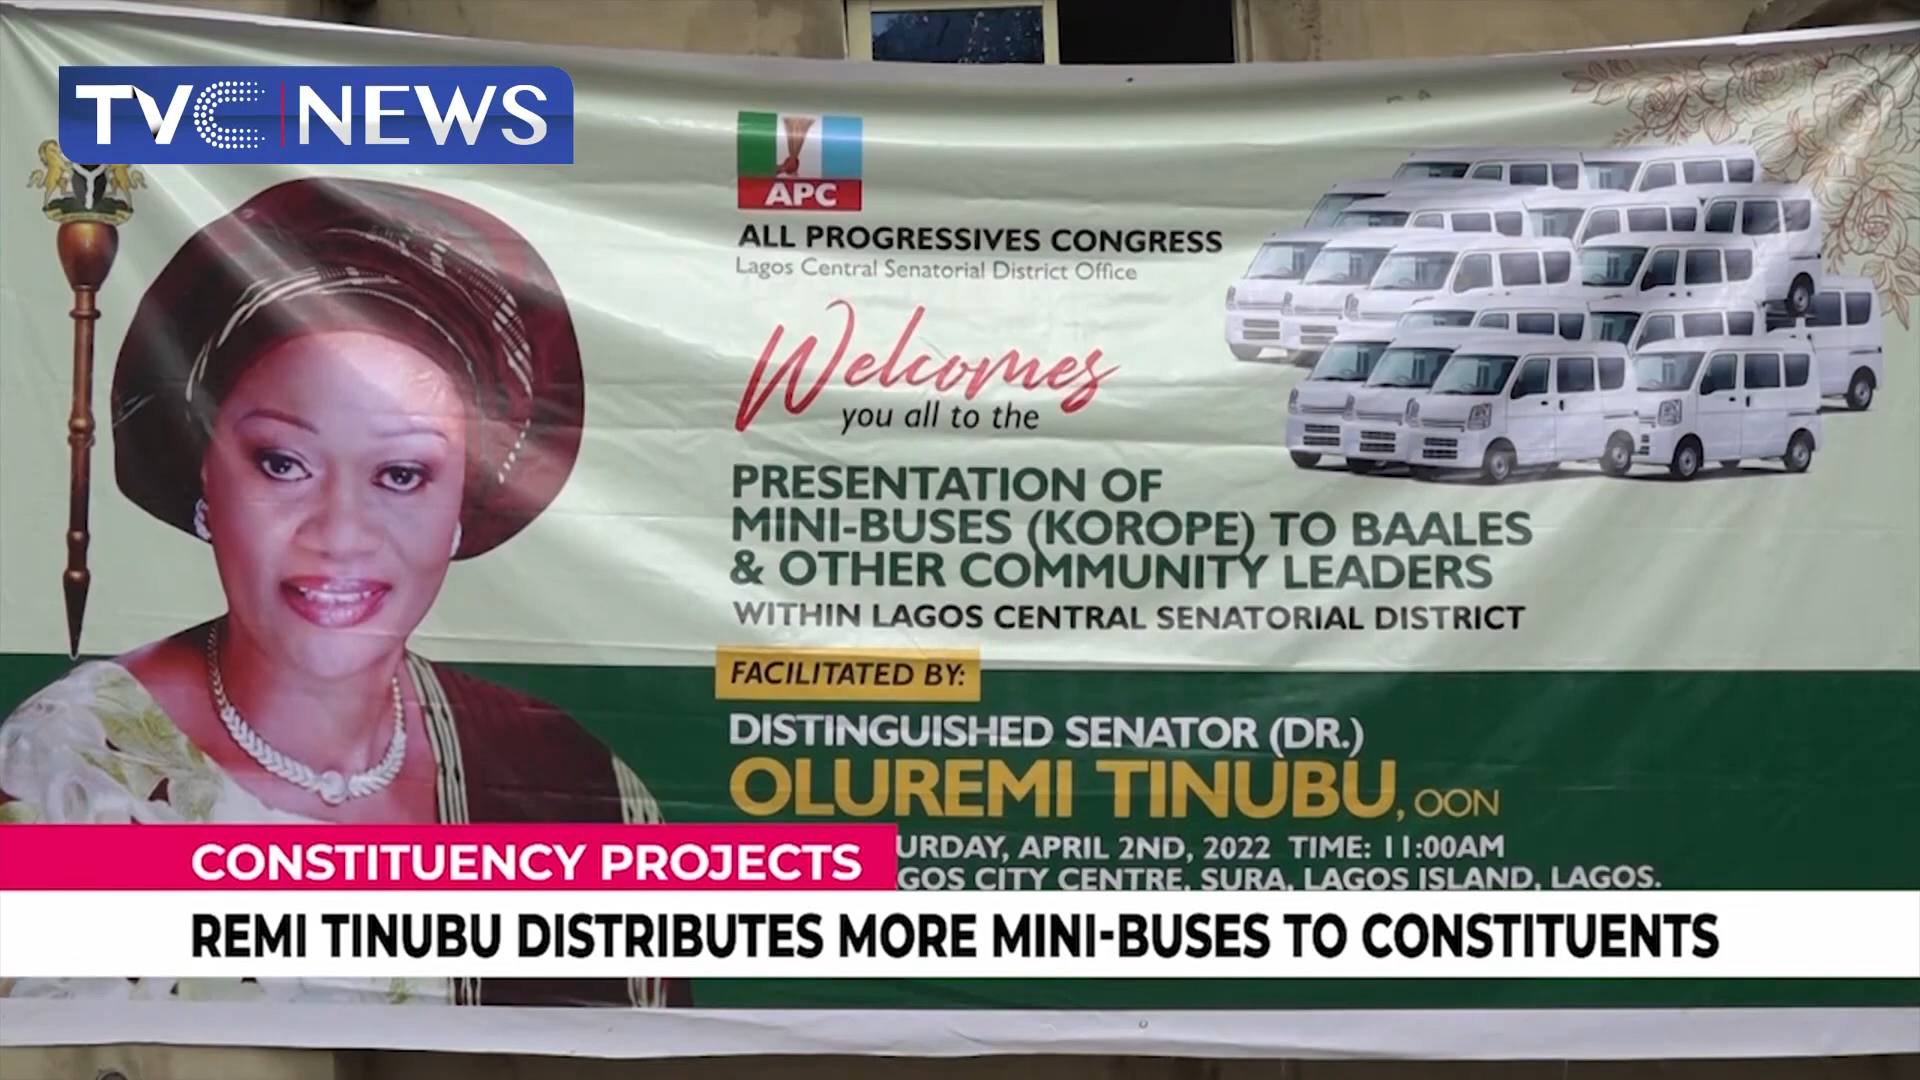 TVC NEWS
APC
ALL PROGRESSIVES CONGRESS
Lagos Central Senatorial District Office
Welcomes
you all to the
PRESENTATION OF
MINI-BUSES (KOROPE) TO BAALES
& OTHER COMMUNITY LEADERS
WITHIN LAGOS CENTRAL SENATORIAL DISTRICT
FACILITATED BY:
DISTINGUISHED SENATOR (DR.)
OLUREMI TINUBU, OON
APRIL 2ND, 2022 TIME: 11:00AM
CITY CENTRE, SURA, LAGOS ISLAND, LAGOS.
CONSTITUENCY PROJECTS
REMI TINUBU DISTRIBUTES MORE MINI-BUSES TO CONSTITUENTS